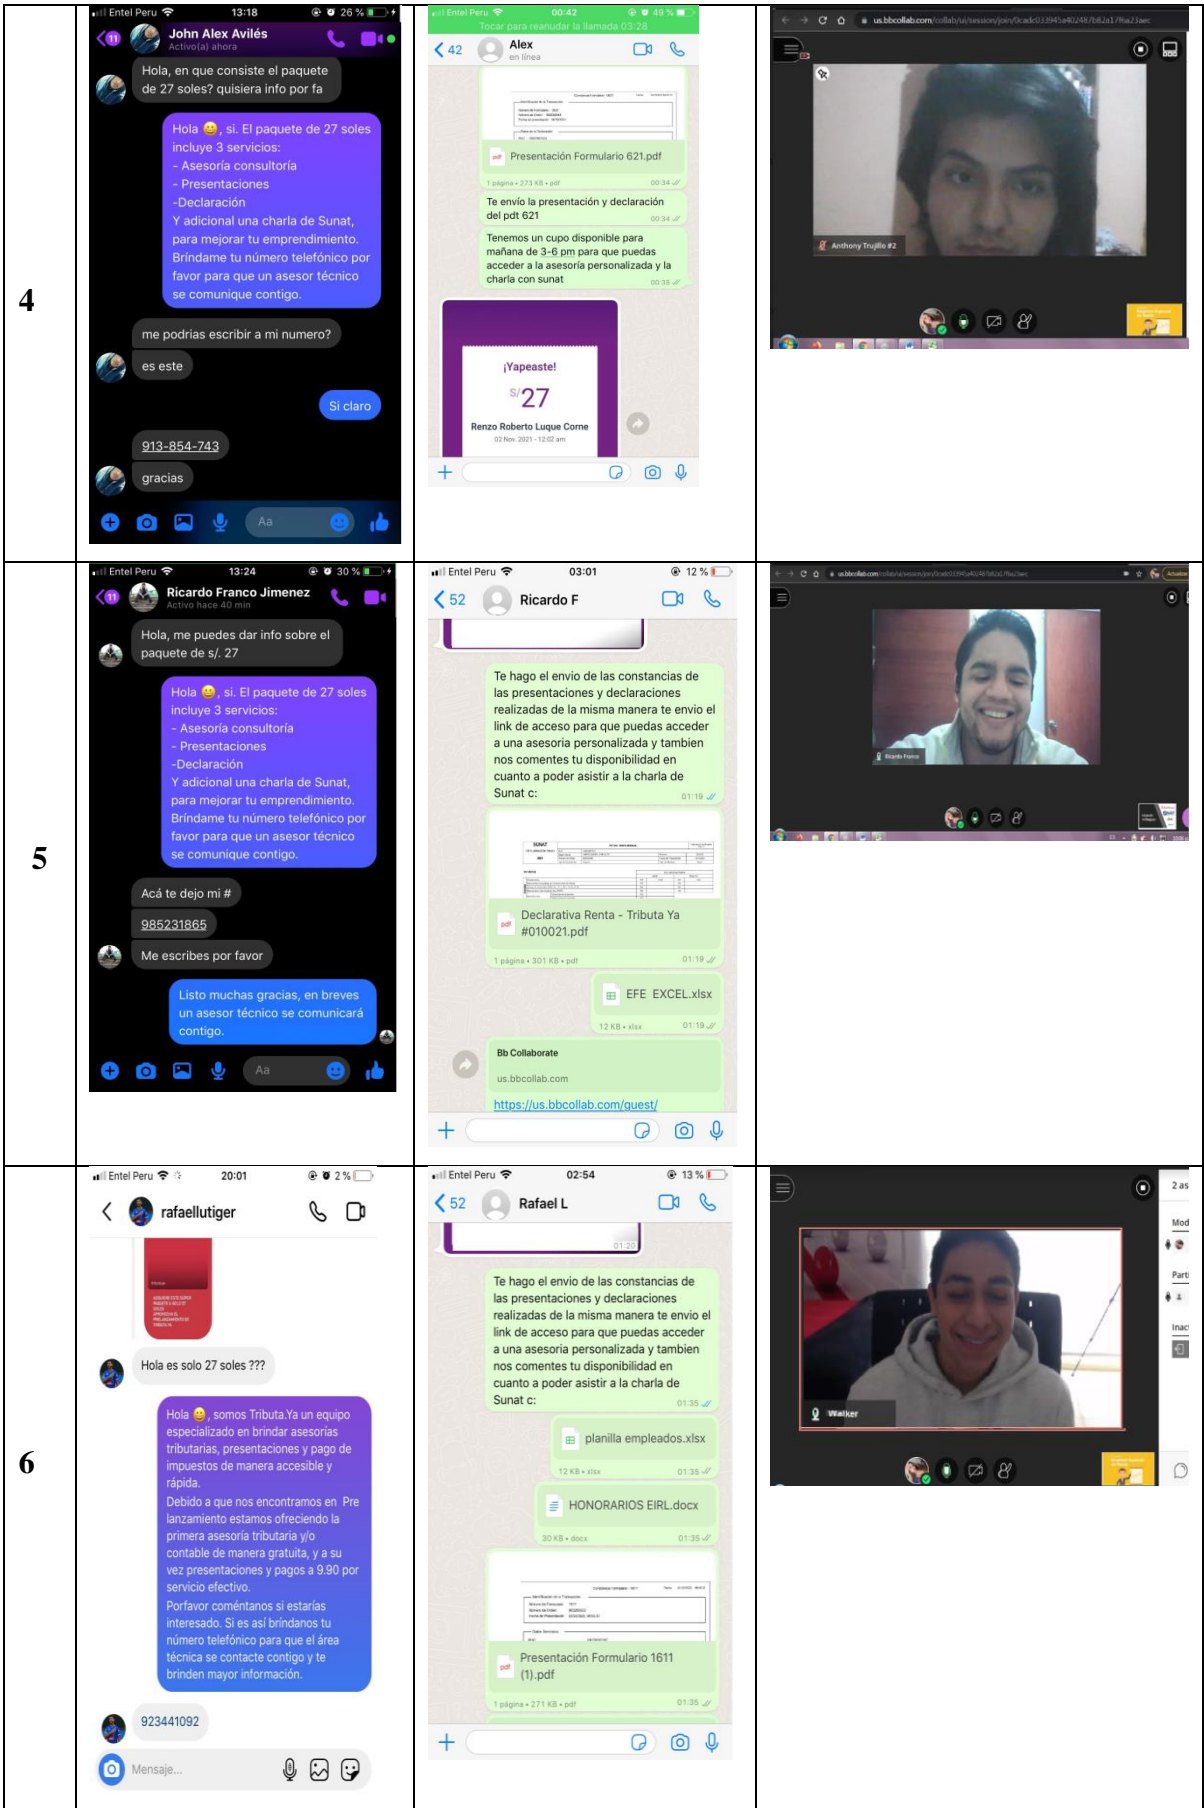 4
Entel Peru 13:18 26 %
11
John Alex Avilés
Activo(a) ahora
Hola, en que consiste el paquete
de 27 soles? quisiera info por fa
Hola 😀, si. El paquete de 27 soles
incluye 3 servicios:
- Asesoría consultoría
- Presentaciones
-Declaración
Y adicional una charla de Sunat,
para mejorar tu emprendimiento.
Bríndame tu número telefónico por
favor para que un asesor técnico
se comunique contigo.
me podrias escribir a mi numero?
es este
Si claro
913-854-743
gracias
Aa
Entel Peru 00:42 49 %
Tocar para reanudar la llamada 03:28
42 Alex
en línea
Presentación Formulario 621.pdf
1 página • 273 KB • pdf 00:34
Te envío la presentación y declaración
del pdt 621
00:34
Tenemos un cupo disponible para
mañana de 3-6 pm para que puedas
acceder a la asesoría personalizada y la
charla con sunat
00:35
¡Yapeaste!
S/27
Renzo Roberto Luque Corne
02 Nov. 2021 - 12:02 am
Anthony Trujillo #2
5
Entel Peru 13:24 30 %
11
Ricardo Franco Jimenez
Activo hace 40 min
Hola, me puedes dar info sobre el
paquete de s/. 27
Hola 😀, si. El paquete de 27 soles
incluye 3 servicios:
- Asesoría consultoría
- Presentaciones
-Declaración
Y adicional una charla de Sunat,
para mejorar tu emprendimiento.
Bríndame tu número telefónico por
favor para que un asesor técnico
se comunique contigo.
Acá te dejo mi #
985231865
Me escribes por favor
Listo muchas gracias, en breves
un asesor técnico se comunicará
contigo.
Aa
Entel Peru 03:01 12 %
52 Ricardo F
Te hago el envio de las constancias de
las presentaciones y declaraciones
realizadas de la misma manera te envio el
link de acceso para que puedas acceder
a una asesoria personalizada y tambien
nos comentes tu disponibilidad en
cuanto a poder asistir a la charla de
Sunat c:
01:19
SUNAT
Declarativa Renta - Tributa Ya
#010021.pdf
1 página • 301 KB • pdf 01:19
EFE EXCEL.xlsx
12 KB • xlsx 01:19
Bb Collaborate
us.bbcollab.com
https://us.bbcollab.com/guest/
Ricardo Franco
6
Entel Peru 20:01 2 %
rafaellutiger
Hola es solo 27 soles ???
Hola 😀, somos Tributa.Ya un equipo
especializado en brindar asesorías
tributarias, presentaciones y pago de
impuestos de manera accesible y
rápida.
Debido a que nos encontramos en Pre
lanzamiento estamos ofreciendo la
primera asesoría tributaria y/o
contable de manera gratuita, y a su
vez presentaciones y pagos a 9.90 por
servicio efectivo.
Porfavor coméntanos si estarías
interesado. Si es así bríndanos tu
número telefónico para que el área
técnica se contacte contigo y te
brinden mayor información.
923441092
Mensaje...
Entel Peru 02:54 13 %
52 Rafael L
01:20
Te hago el envio de las constancias de
las presentaciones y declaraciones
realizadas de la misma manera te envio el
link de acceso para que puedas acceder
a una asesoria personalizada y tambien
nos comentes tu disponibilidad en
cuanto a poder asistir a la charla de
Sunat c:
01:35
planilla empleados.xlsx
12 KB • xlsx 01:35
HONORARIOS EIRL.docx
30 KB • docx 01:35
Presentación Formulario 1611
(1).pdf
1 página • 271 KB • pdf 01:35
2 as
Mod
Parti
Inac
Walker